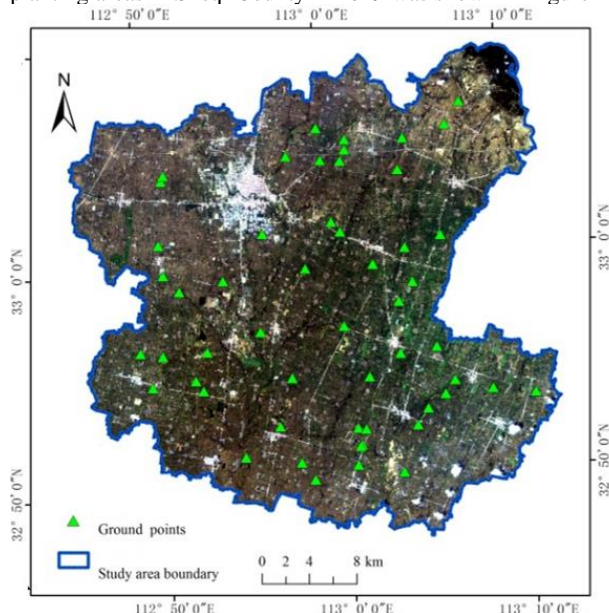 112° 50′ 0″E 113° 0′ 0″E 113° 10′ 0″E
N
33° 0′ 0″N
33° 0′ 0″N
32° 50′ 0″N
32° 50′ 0″N
Ground points
Study area boundary
0 2 4 8 km
112° 50′ 0″E 113° 0′ 0″E 113° 10′ 0″E